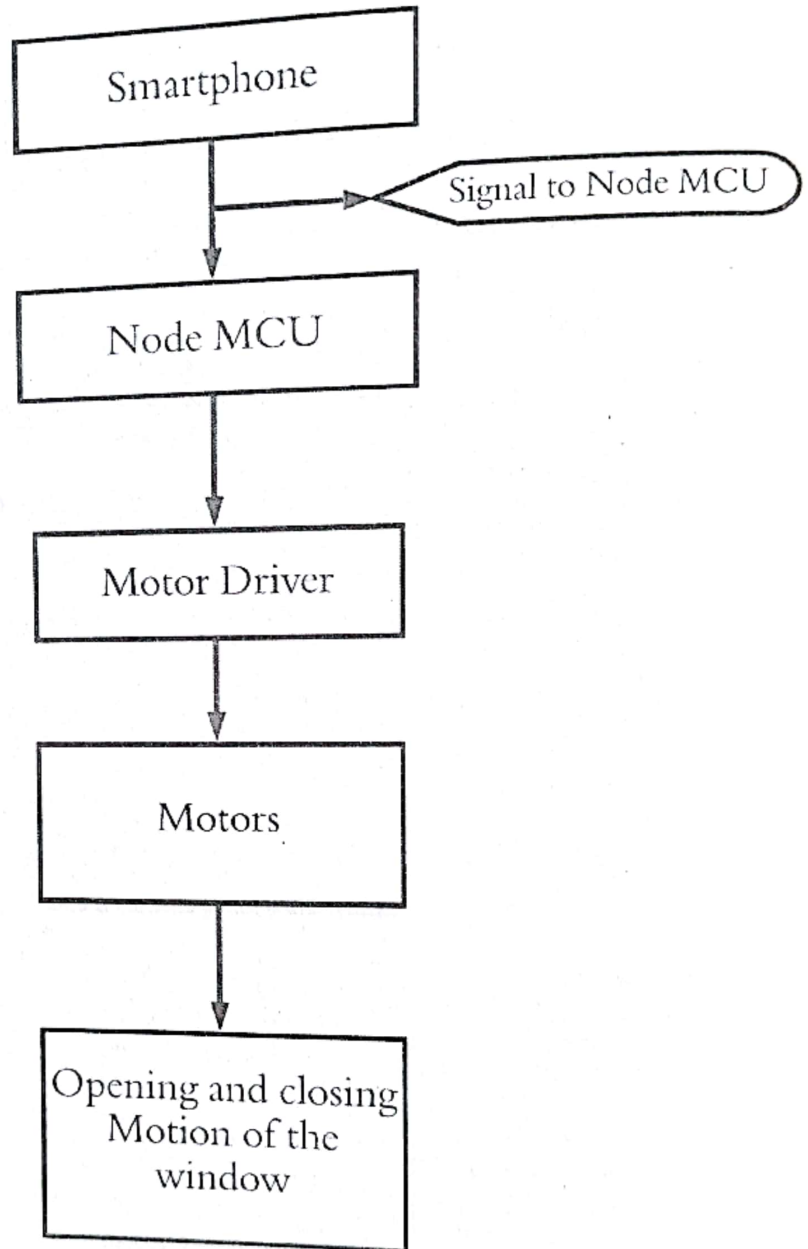 Smartphone
Signal to Node MCU
Node MCU
Motor Driver
Motors
Opening and closing
Motion of the
window